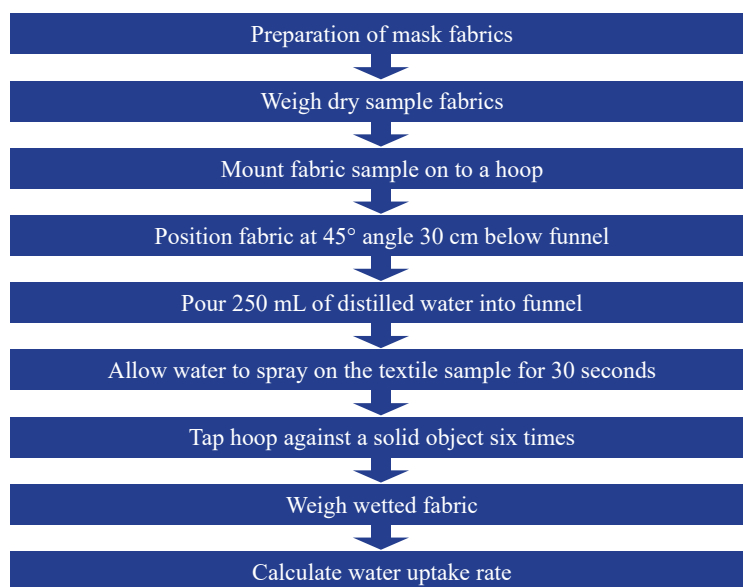 Preparation of mask fabrics
Weigh dry sample fabrics
Mount fabric sample on to a hoop
Position fabric at 45° angle 30 cm below funnel
Pour 250 mL of distilled water into funnel
Allow water to spray on the textile sample for 30 seconds
Tap hoop against a solid object six times
Weigh wetted fabric
Calculate water uptake rate